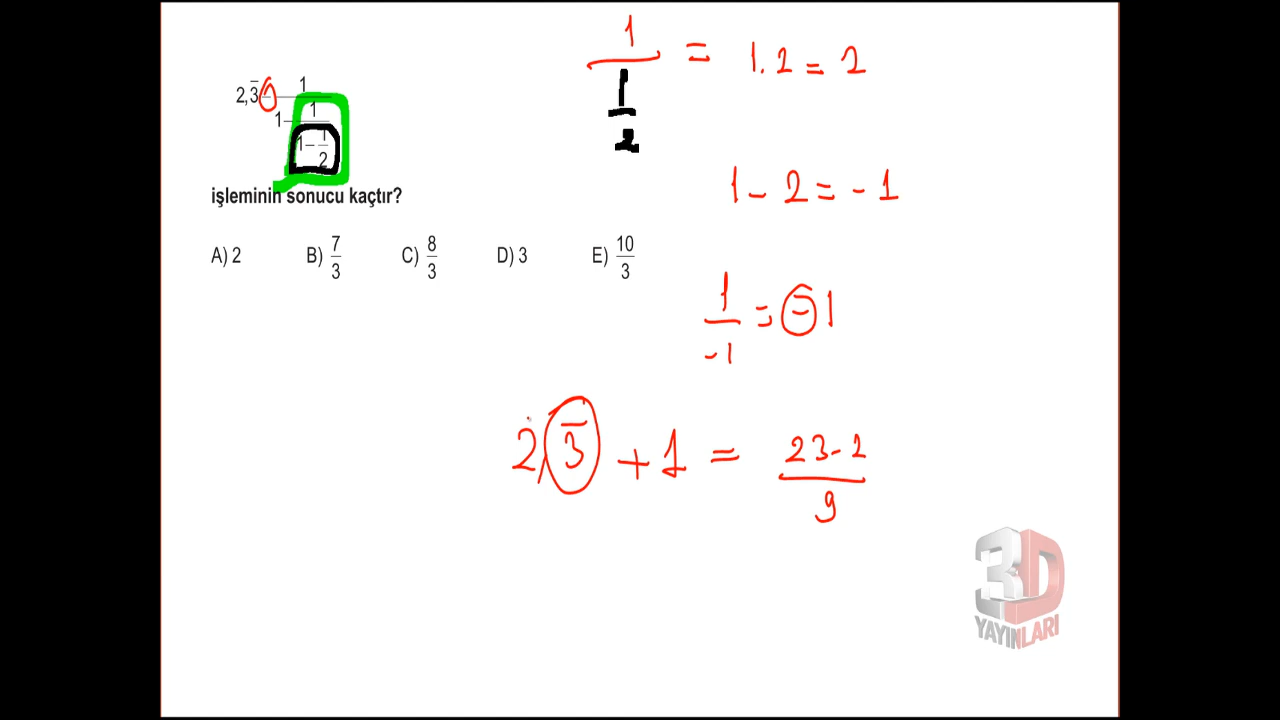 2,3̅ - 1
1 - 1
1 - 1
2
işleminin sonucu kaçtır?
A) 2 B) 7/3 C) 8/3 D) 3 E) 10/3
1/(1/2) = 1.2 = 2
1 - 2 = - 1
1/-1 = - 1
2,3̅ + 1 = 23-2/9
3D
YAYINLARI